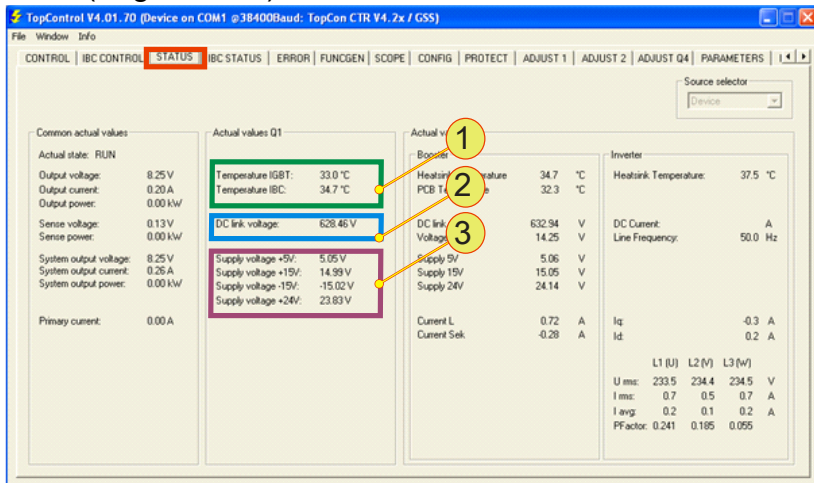 TopControl V4.01.70 (Device on COM1 @38400Baud: TopCon CTR V4.2x / GSS)
File Window Info
CONTROL IBC CONTROL STATUS IBC STATUS ERROR FUNCGEN SCOPE CONFIG PROTECT ADJUST 1 ADJUST 2 ADJUST Q4 PARAMETERS
Source selector
Device
Common actual values
Actual state: RUN
Output voltage: 8.25 V
Output current: 0.20 A
Output power: 0.00 kW
Sense voltage: 0.13 V
Sense power: 0.00 kW
System output voltage: 8.25 V
System output current: 0.26 A
System output power: 0.00 kW
Primary current: 0.00 A
Actual values Q1
Temperature IGBT: 33.0 °C
Temperature IBC: 34.7 °C
DC link voltage: 628.46 V
Supply voltage +5V: 5.05 V
Supply voltage +15V: 14.99 V
Supply voltage -15V: -15.02 V
Supply voltage +24V: 23.83 V
1
2
3
Actual
Booster
34.7 °C
PCB 32.3 °C
DC link 632.94 V
14.25 V
Supply 5V 5.06 V
Supply 15V 15.05 V
Supply 24V 24.14 V
Current L 0.72 A
Current Sek. -0.28 A
Inverter
Heatsink Temperature: 37.5 °C
DC Current: A
Line Frequency: 50.0 Hz
Iq: -0.3 A
Id: 0.2 A
L1 (U) L2 (V) L3 (W)
U rms: 233.5 234.4 234.5 V
I rms: 0.7 0.5 0.7 A
I avg: 0.2 0.1 0.2 A
PFactor: 0.241 0.185 0.055